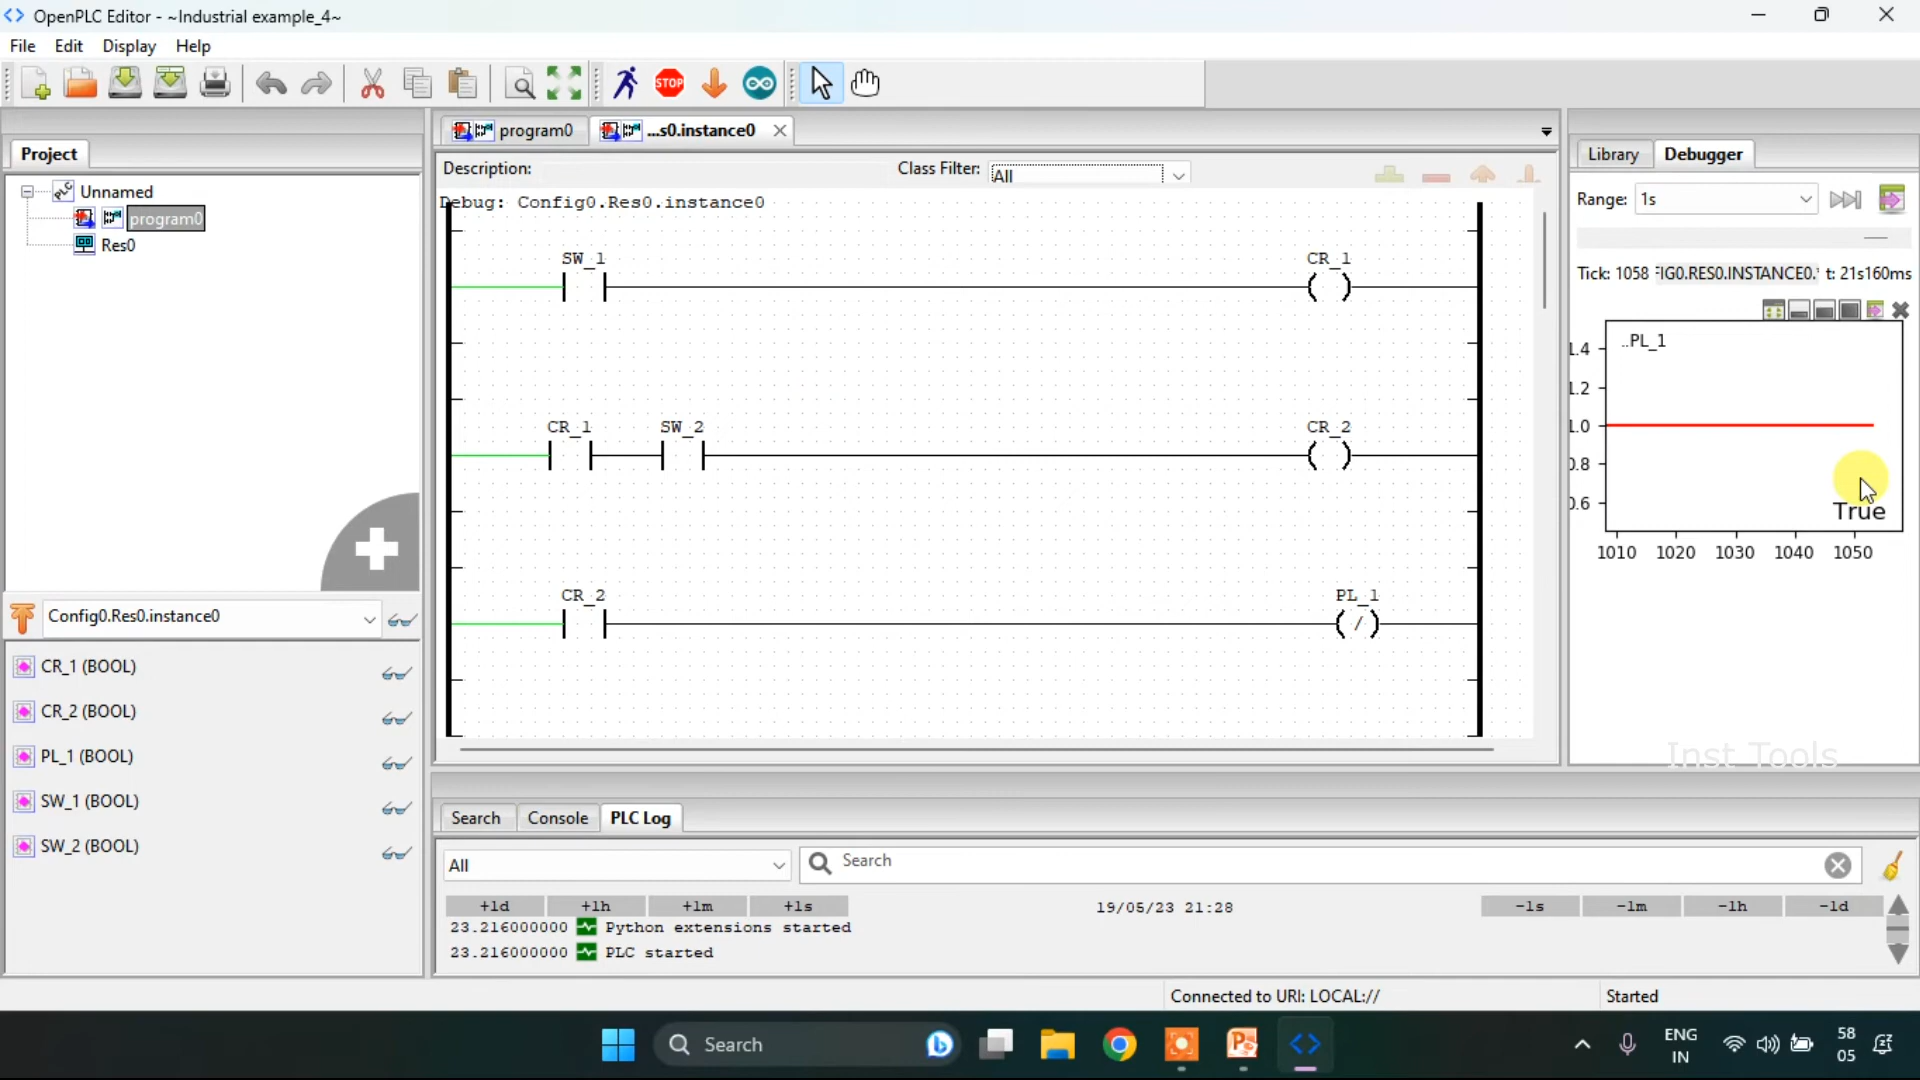 OpenPLC Editor - ~Industrial example_4~
File Edit Display Help
STOP
Project
Unnamed
program0
Res0
Config0.Res0.instance0
CR_1 (BOOL)
CR_2 (BOOL)
PL_1 (BOOL)
SW_1 (BOOL)
SW_2 (BOOL)
program0 ...s0.instance0
Description: Class Filter: All
Debug: Config0.Res0.instance0
SW_1 CR_1
CR_1 SW_2 CR_2
CR_2 PL_1
/
Library Debugger
Range: 1s
Tick: 1058 FIG0.RES0.INSTANCE0.* t: 21s160ms
..PL_1
1.4
1.2
1.0
0.8
0.6
True
1010 1020 1030 1040 1050
Inst Tools
Search Console PLC Log
All Search
+1d +1h +1m +1s 19/05/23 21:28 -1s -1m -1h -1d
23.216000000 Python extensions started
23.216000000 PLC started
Connected to URI: LOCAL:// Started
Search
ENG
IN
58
05